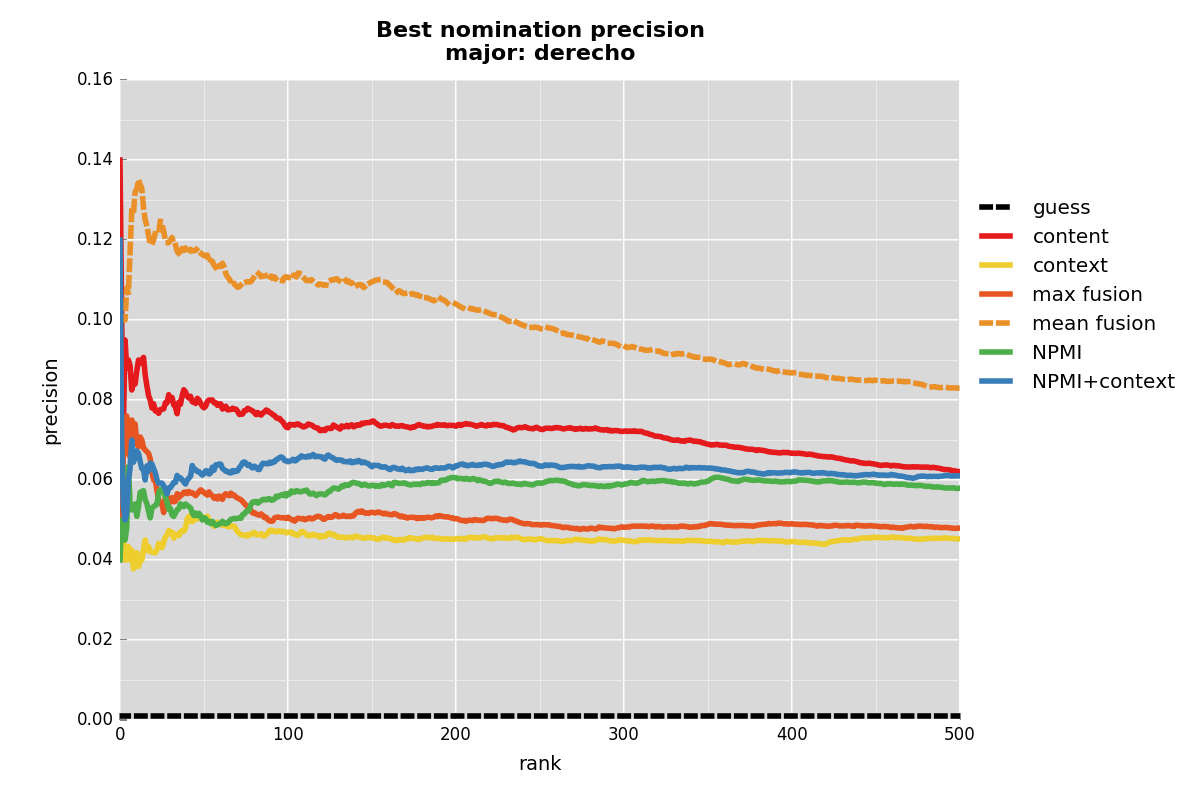 Best nomination precision
major: derecho
precision
0.16
0.14
0.12
0.10
0.08
0.06
0.04
0.02
0.00
0 100 200 300 400 500
rank
guess
content
context
max fusion
mean fusion
NPMI
NPMI+context